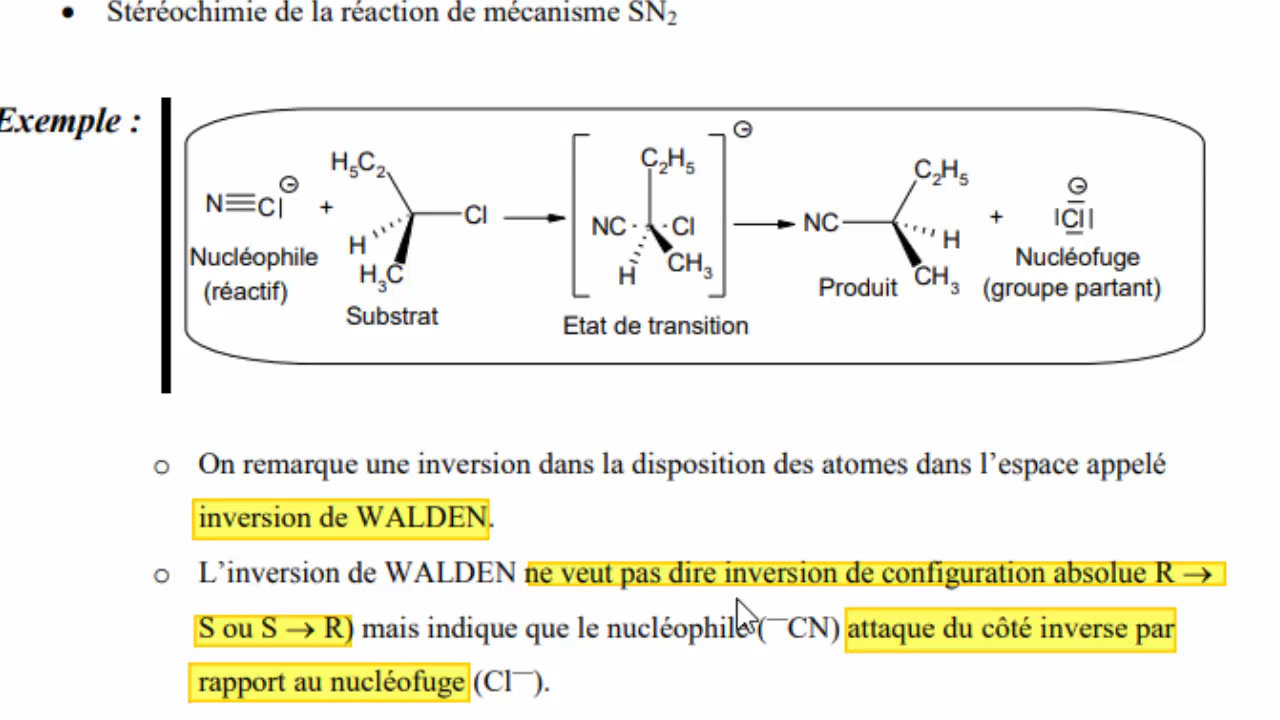 • Stéréochimie de la réaction de mécanisme SN₂
Exemple :
N≡C|⊖ + H₅C₂ H H₃C Cl → [NC C₂H₅ Cl H CH₃]⊖ → NC C₂H₅ H CH₃ + |Cl|⊖
Nucléophile
(réactif)
Substrat
Etat de transition
Produit
Nucléofuge
(groupe partant)
o On remarque une inversion dans la disposition des atomes dans l’espace appelé
inversion de WALDEN.
o L’inversion de WALDEN ne veut pas dire inversion de configuration absolue R →
S ou S → R) mais indique que le nucléophile (⁻CN) attaque du côté inverse par
rapport au nucléofuge (Cl⁻).